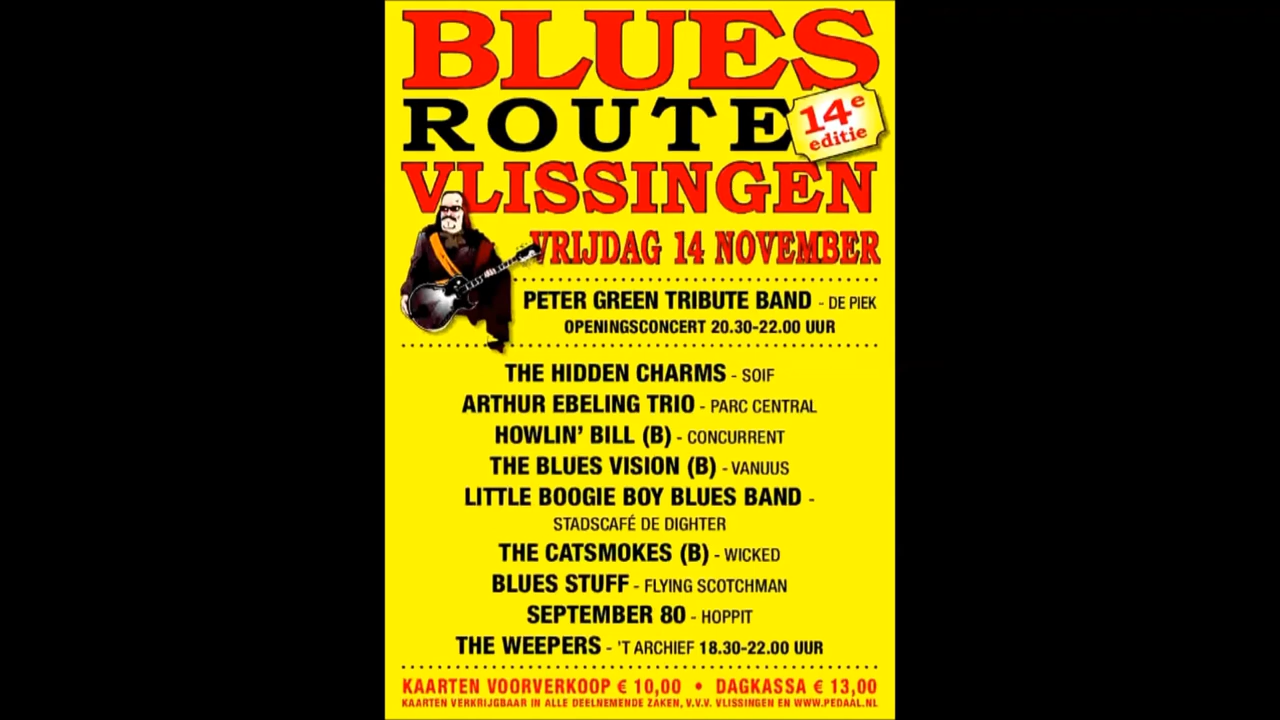 BLUES
ROUTE
14e
editie
VLISSINGEN
VRIJDAG 14 NOVEMBER
PETER GREEN TRIBUTE BAND - DE PIEK
OPENINGSCONCERT 20.30-22.00 UUR
THE HIDDEN CHARMS - SOIF
ARTHUR EBELING TRIO - PARC CENTRAL
HOWLIN' BILL (B) - CONCURRENT
THE BLUES VISION (B) - VANUUS
LITTLE BOOGIE BOY BLUES BAND -
STADSCAFÉ DE DIGHTER
THE CATSMOKES (B) - WICKED
BLUES STUFF - FLYING SCOTCHMAN
SEPTEMBER 80 - HOPPIT
THE WEEPERS - 'T ARCHIEF 18.30-22.00 UUR
KAARTEN VOORVERKOOP € 10,00 • DAGKASSA € 13,00
KAARTEN VERKRIJGBAAR IN ALLE DEELNEMENDE ZAKEN, V.V.V. VLISSINGEN EN WWW.PEDAAL.NL